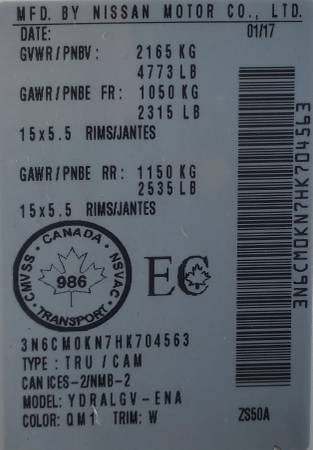 MFD. BY NISSAN MOTOR CO., LTD.
DATE: 01/17
GVWR/PNBV: 2165 KG
4773 LB
GAWR/PNBE FR: 1050 KG
2315 LB
15x5.5 RIMS/JANTES
GAWR/PNBE RR: 1150 KG
2535 LB
15x5.5 RIMS/JANTES
CMVSS • CANADA • NSVAC • TRANSPORT •
986
EC
3N6CM0KN7HK704563
3N6CM0KN7HK704563
TYPE: TRU/CAM
CAN ICES-2/NMB-2
MODEL: YDRALGV-ENA
COLOR: QM1 TRIM: W ZS50A